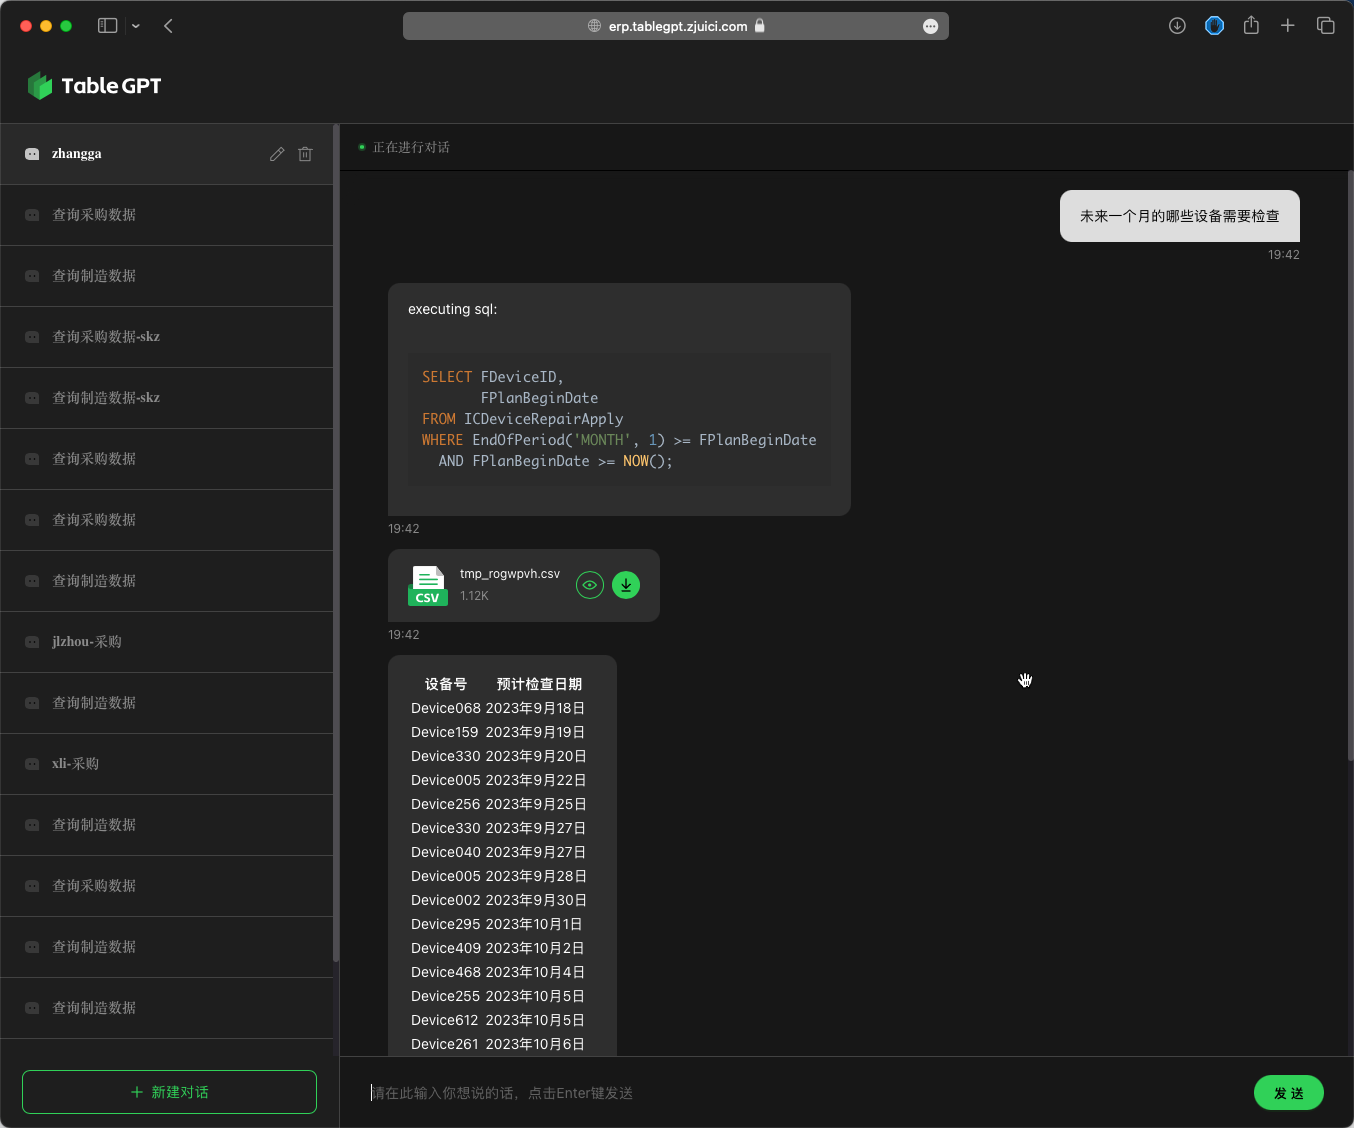 erp.tablegpt.zjuici.com
TableGPT
zhangga
查询采购数据
查询制造数据
查询采购数据-skz
查询制造数据-skz
查询采购数据
查询采购数据
查询制造数据
jlzhou-采购
查询制造数据
xli-采购
查询制造数据
查询采购数据
查询制造数据
查询制造数据
+ 新建对话
正在进行对话
未来一个月的哪些设备需要检查
19:42
executing sql:
SELECT FDeviceID,
FPlanBeginDate
FROM ICDeviceRepairApply
WHERE EndOfPeriod('MONTH', 1) >= FPlanBeginDate
AND FPlanBeginDate >= NOW();
19:42
CSV
tmp_rogwpvh.csv
1.12K
19:42
设备号 预计检查日期
Device068 2023年9月18日
Device159 2023年9月19日
Device330 2023年9月20日
Device005 2023年9月22日
Device256 2023年9月25日
Device330 2023年9月27日
Device040 2023年9月27日
Device005 2023年9月28日
Device002 2023年9月30日
Device295 2023年10月1日
Device409 2023年10月2日
Device468 2023年10月4日
Device255 2023年10月5日
Device612 2023年10月5日
Device261 2023年10月6日
请在此输入你想说的话，点击Enter键发送
发 送